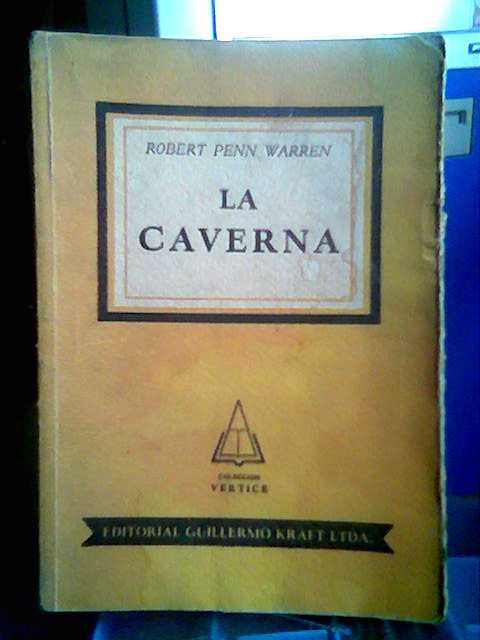 ROBERT PENN WARREN
LA
CAVERNA
COLECCION
VERTICE
EDITORIAL GUILLERMO KRAFT LTDA.